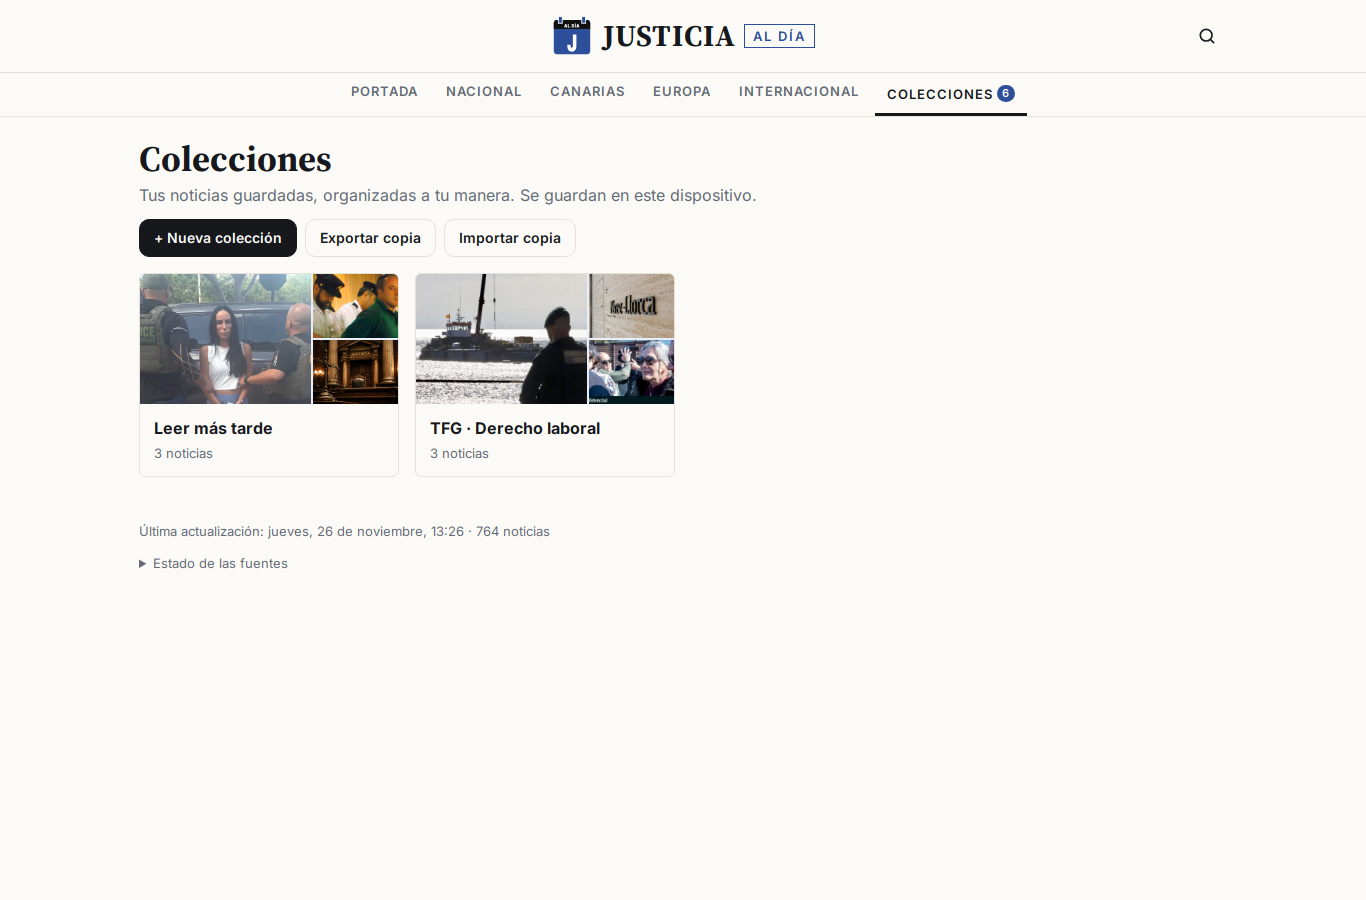 AL DÍA
J
JUSTICIA
AL DÍA
PORTADA
NACIONAL
CANARIAS
EUROPA
INTERNACIONAL
COLECCIONES 6
Colecciones
Tus noticias guardadas, organizadas a tu manera. Se guardan en este dispositivo.
+ Nueva colección
Exportar copia
Importar copia
ICE
Leer más tarde
3 noticias
TFG · Derecho laboral
3 noticias
Última actualización: jueves, 26 de noviembre, 13:26 · 764 noticias
Estado de las fuentes